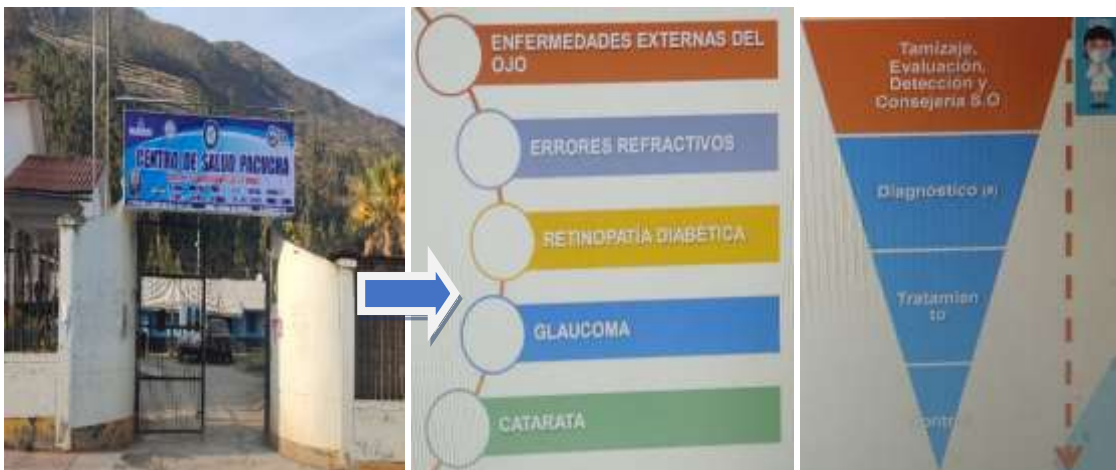 CENTRO DE SALUD PACUCHA
ENFERMEDADES EXTERNAS DEL
OJO
ERRORES REFRACTIVOS
RETINOPATÍA DIABÉTICA
GLAUCOMA
CATARATA
Tamizaje,
Evaluación,
Detección y
Consejería S.O
Diagnóstico
Tratamien
to